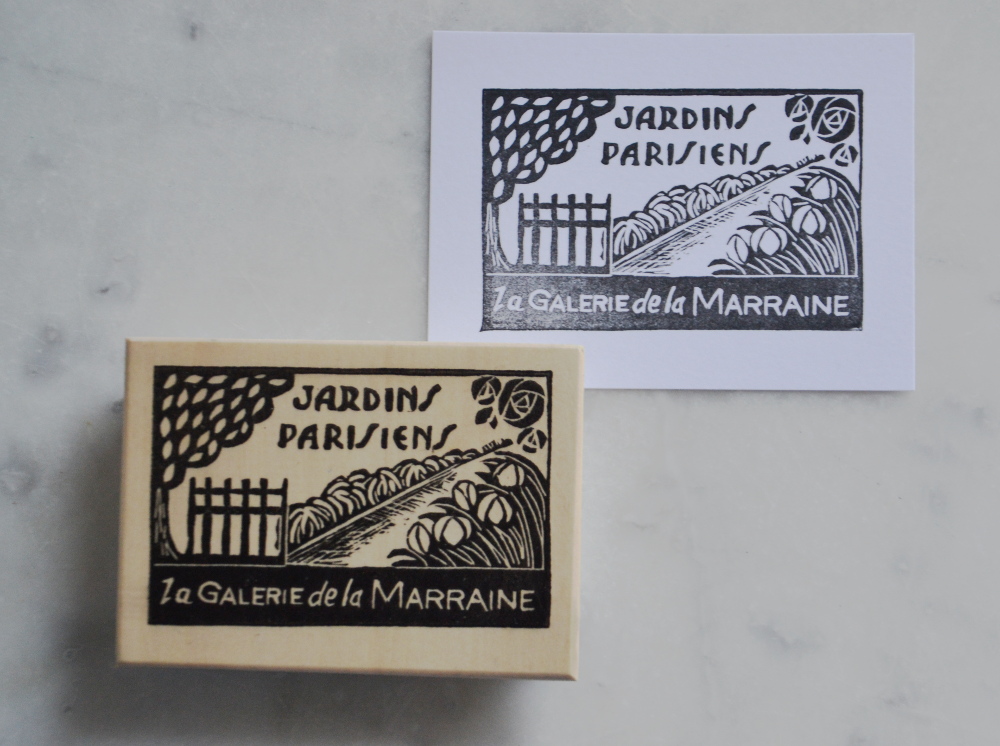 JARDINS
PARISIENS
la GALERIE de la MARRAINE
JARDINS
PARISIENS
la GALERIE de la MARRAINE